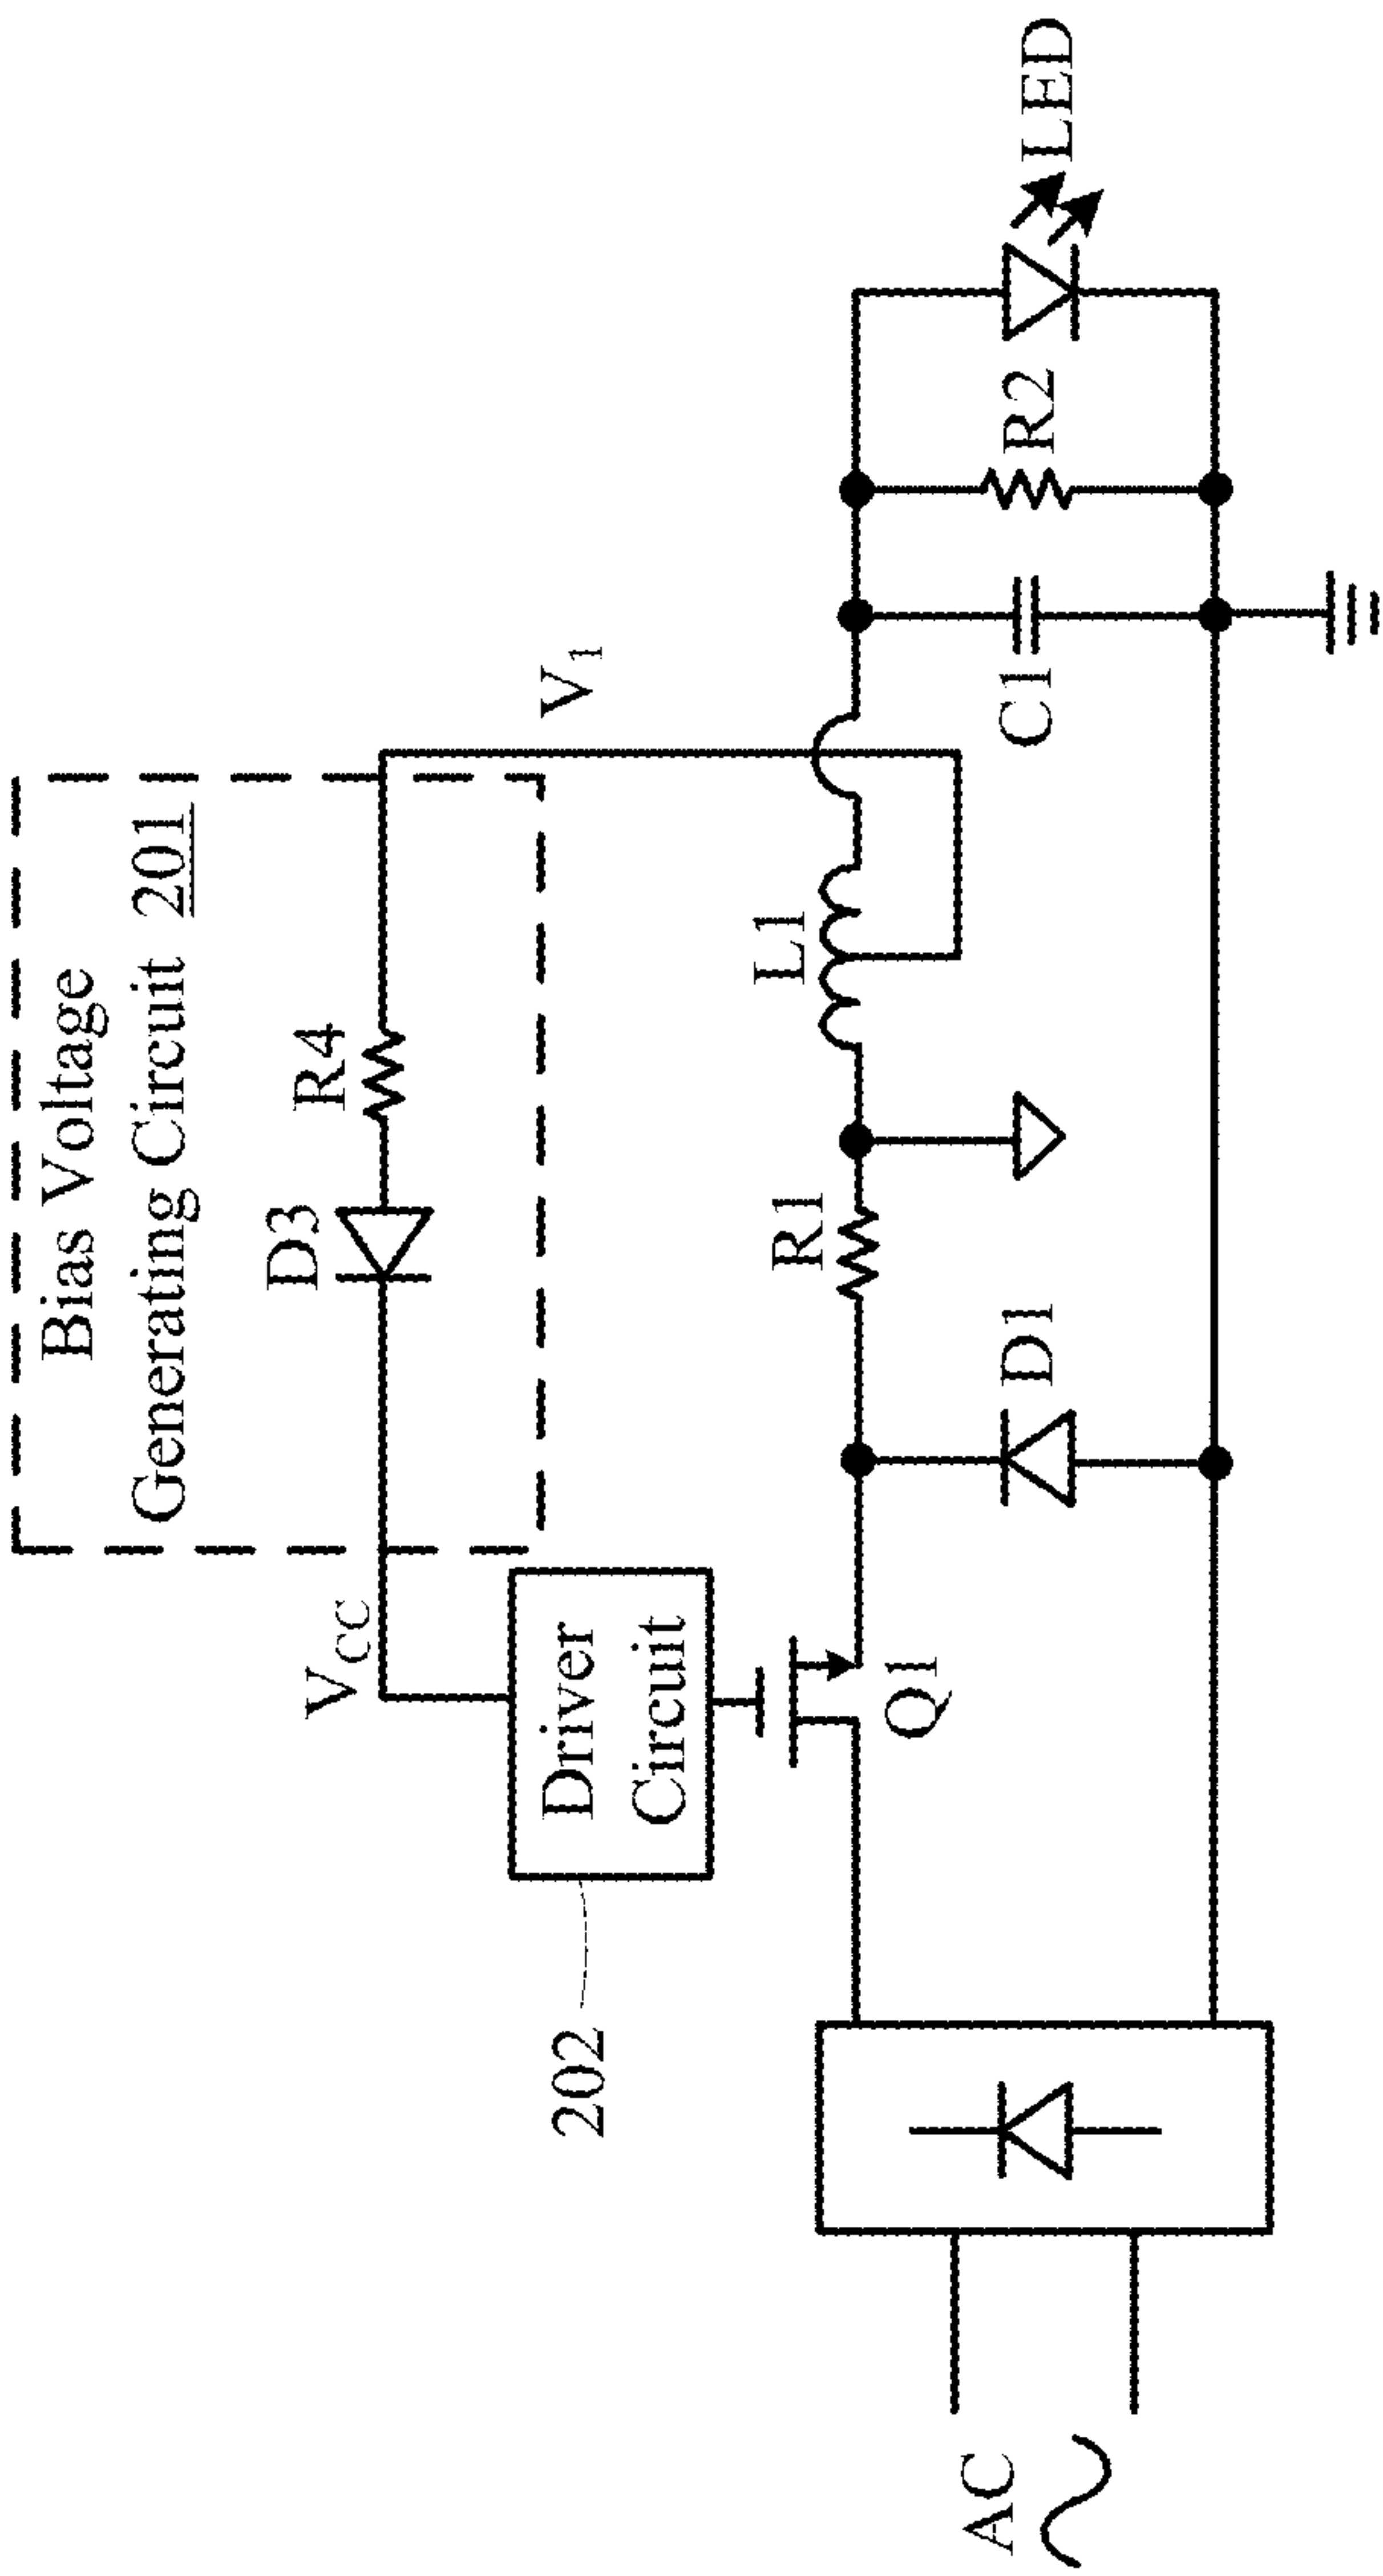 Bias Voltage
Generating Circuit 201
D3
R4
V1
VCC
Driver
Circuit
202
Q1
R1
L1
D1
C1
R2
LED
AC